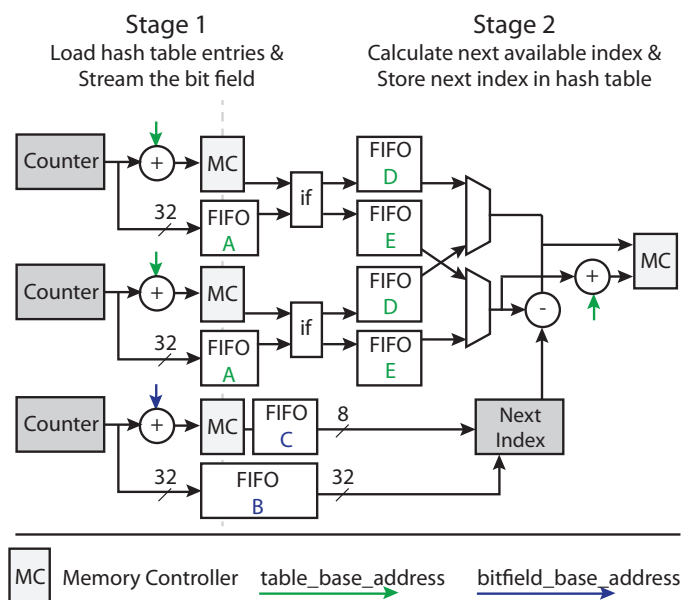 Stage 1
Load hash table entries &
Stream the bit field
Stage 2
Calculate next available index &
Store next index in hash table
Counter
+
MC
32
FIFO
A
if
FIFO
D
FIFO
E
Counter
+
MC
32
FIFO
A
if
FIFO
D
FIFO
E
+
MC
-
Counter
+
MC
FIFO
C
8
Next
Index
32
FIFO
B
32
MC
Memory Controller
table_base_address
bitfield_base_address